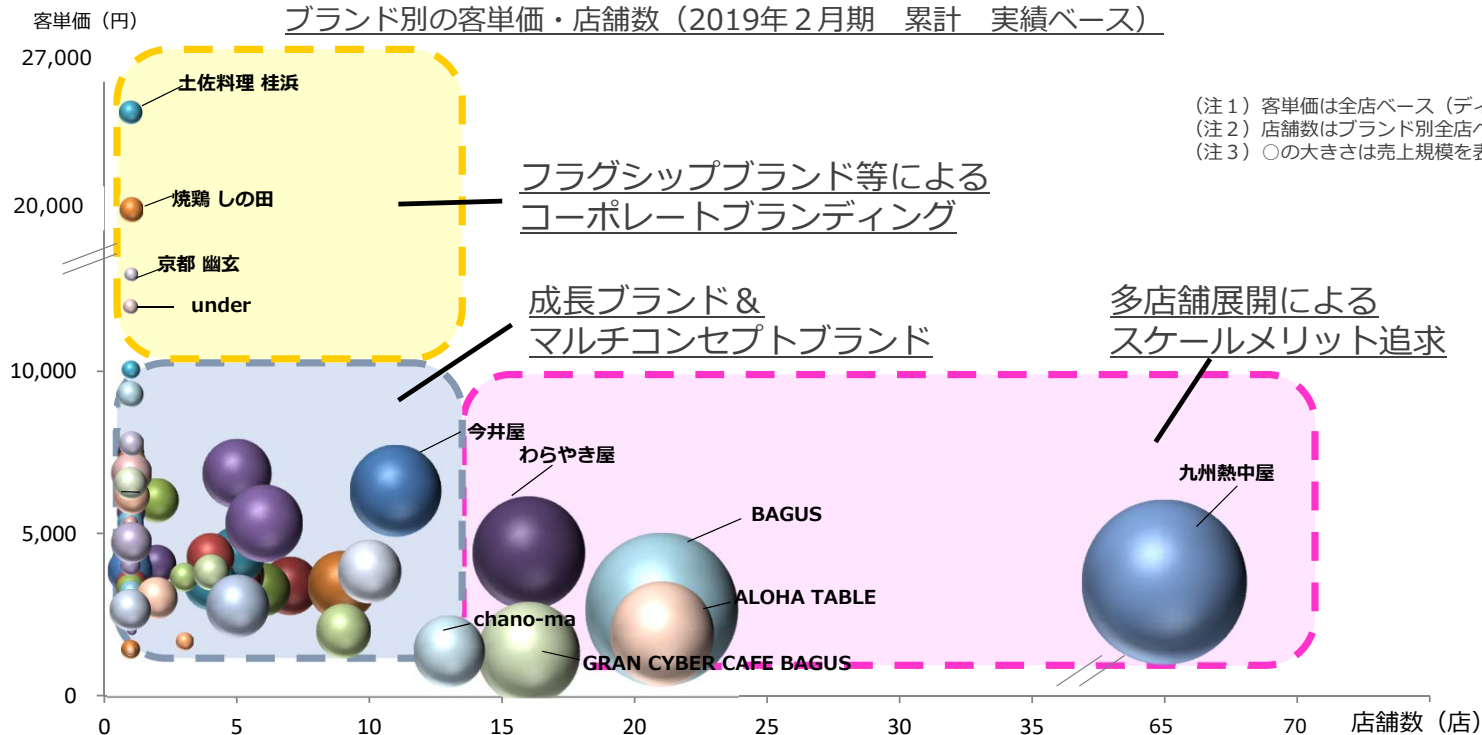 ブランド別の客単価・店舗数（2019年２月期　累計　実績ベース）
客単価（円）
27,000
20,000
10,000
5,000
0
（注１）客単価は全店ベース（ディ
（注２）店舗数はブランド別全店ベ
（注３）○の大きさは売上規模を表
土佐料理 桂浜
焼鶏 しの田
京都 幽玄
under
フラグシップブランド等による
コーポレートブランディング
成長ブランド＆
マルチコンセプトブランド
多店舗展開による
スケールメリット追求
今井屋
わらやき屋
BAGUS
九州熱中屋
ALOHA TABLE
chano-ma
GRAN CYBER CAFE BAGUS
0 5 10 15 20 25 30 35 65 70 店舗数（店）